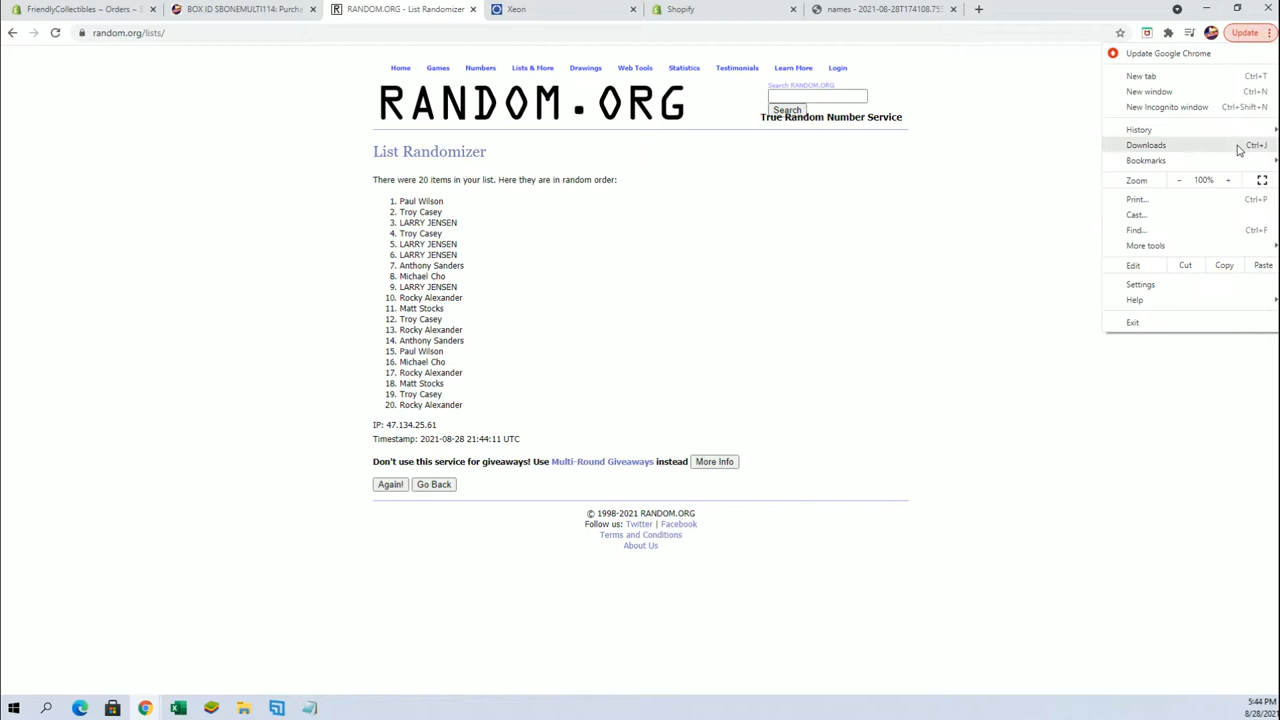 FriendlyCollectibles ~ Orders ~ S
BOX ID SBONEMULTI114: Purcha
RANDOM.ORG - List Randomizer
Xeon
Shopify
names - 2021-08-28T174108.755
random.org/lists/
Update
Home Games Numbers Lists & More Drawings Web Tools Statistics Testimonials Learn More Login
RANDOM.ORG
Search RANDOM.ORG
Search
True Random Number Service
List Randomizer
There were 20 items in your list. Here they are in random order:
1. Paul Wilson
2. Troy Casey
3. LARRY JENSEN
4. Troy Casey
5. LARRY JENSEN
6. LARRY JENSEN
7. Anthony Sanders
8. Michael Cho
9. LARRY JENSEN
10. Rocky Alexander
11. Matt Stocks
12. Troy Casey
13. Rocky Alexander
14. Anthony Sanders
15. Paul Wilson
16. Michael Cho
17. Rocky Alexander
18. Matt Stocks
19. Troy Casey
20. Rocky Alexander
IP: 47.134.25.61
Timestamp: 2021-08-28 21:44:11 UTC
Don't use this service for giveaways! Use Multi-Round Giveaways instead More Info
Again! Go Back
© 1998-2021 RANDOM.ORG
Follow us: Twitter | Facebook
Terms and Conditions
About Us
Update Google Chrome
New tab Ctrl+T
New window Ctrl+N
New Incognito window Ctrl+Shift+N
History
Downloads Ctrl+J
Bookmarks
Zoom - 100% +
Print... Ctrl+P
Cast...
Find... Ctrl+F
More tools
Edit Cut Copy Paste
Settings
Help
Exit
5:44 PM
8/28/202